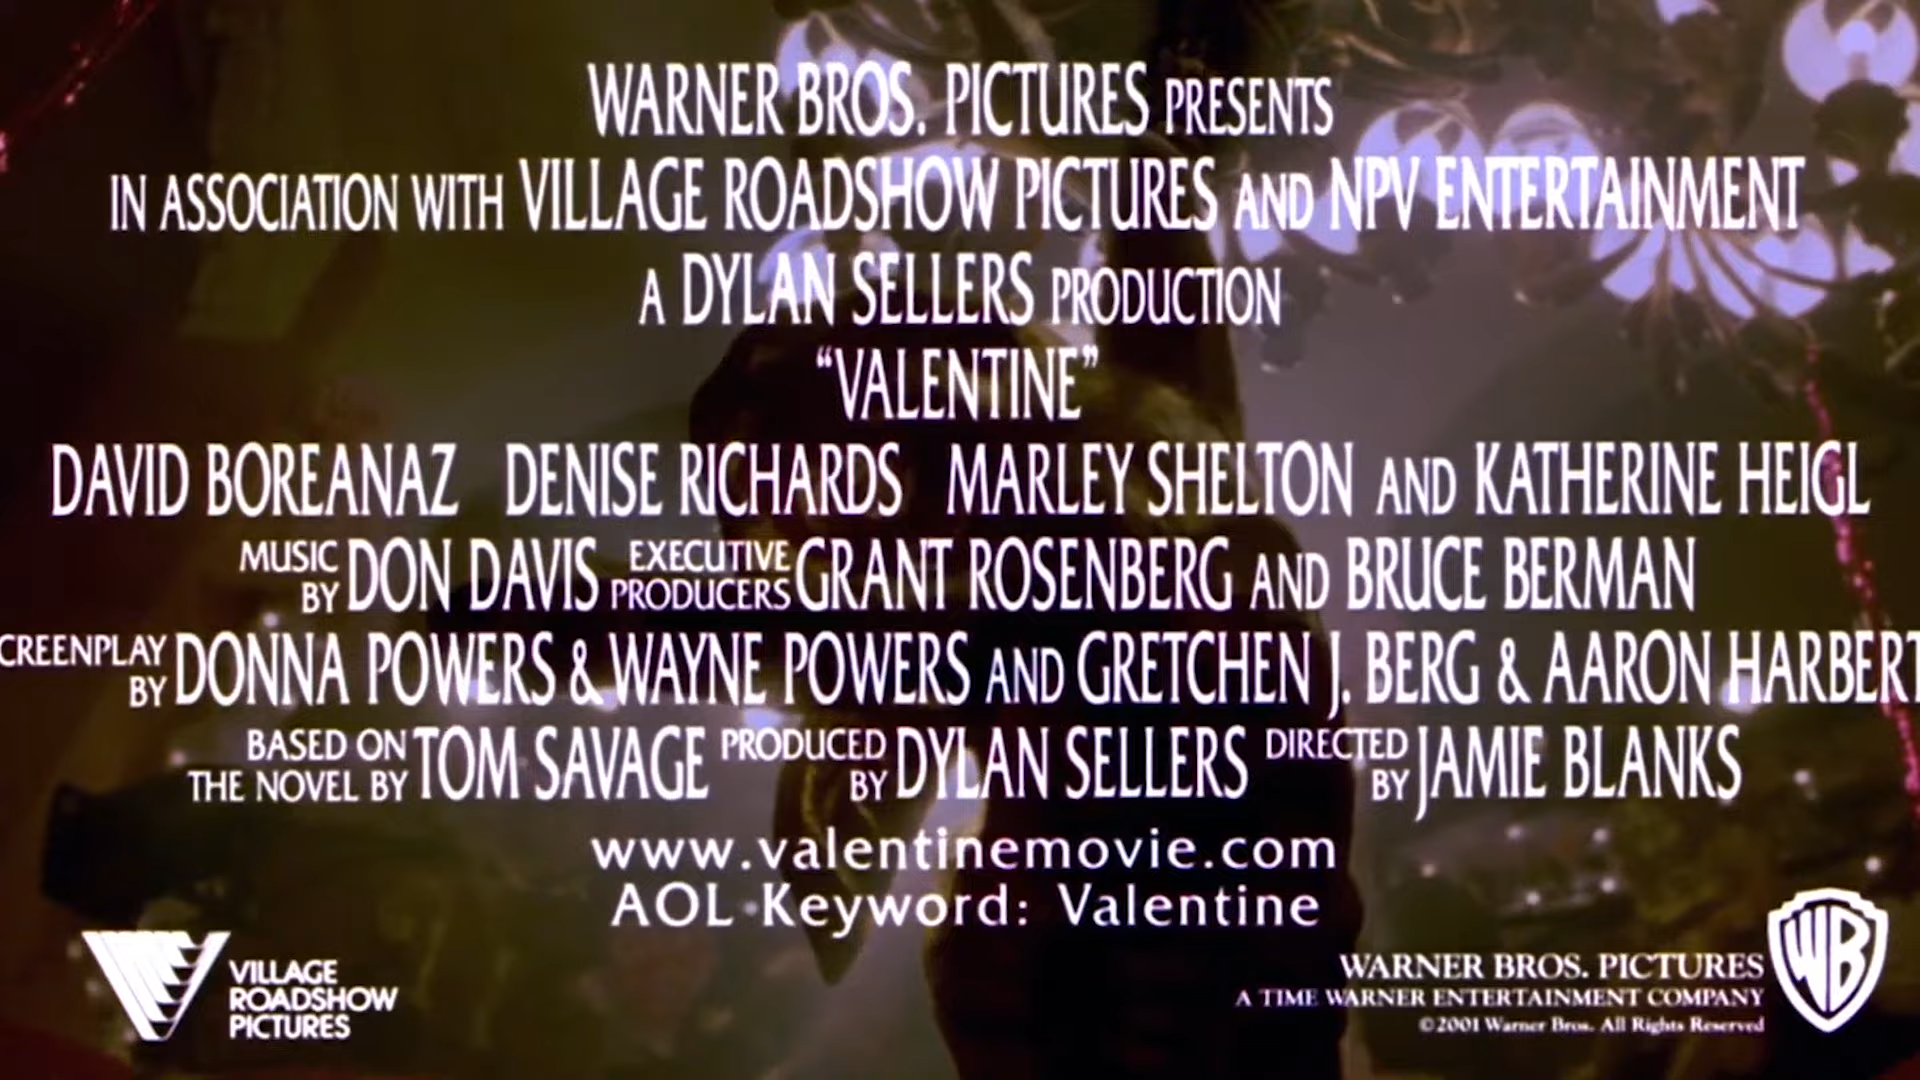 WARNER BROS. PICTURES PRESENTS
IN ASSOCIATION WITH VILLAGE ROADSHOW PICTURES AND NPV ENTERTAINMENT
A DYLAN SELLERS PRODUCTION
“VALENTINE”
DAVID BOREANAZ DENISE RICHARDS MARLEY SHELTON AND KATHERINE HEIGL
MUSIC BY DON DAVIS EXECUTIVE PRODUCERS GRANT ROSENBERG AND BRUCE BERMAN
CREENPLAY BY DONNA POWERS & WAYNE POWERS AND GRETCHEN J. BERG & AARON HARBERT
BASED ON THE NOVEL BY TOM SAVAGE PRODUCED BY DYLAN SELLERS DIRECTED BY JAMIE BLANKS
www.valentinemovie.com
AOL Keyword: Valentine
VILLAGE
ROADSHOW
PICTURES
WARNER BROS. PICTURES
A TIME WARNER ENTERTAINMENT COMPANY
©2001 Warner Bros. All Rights Reserved
WB